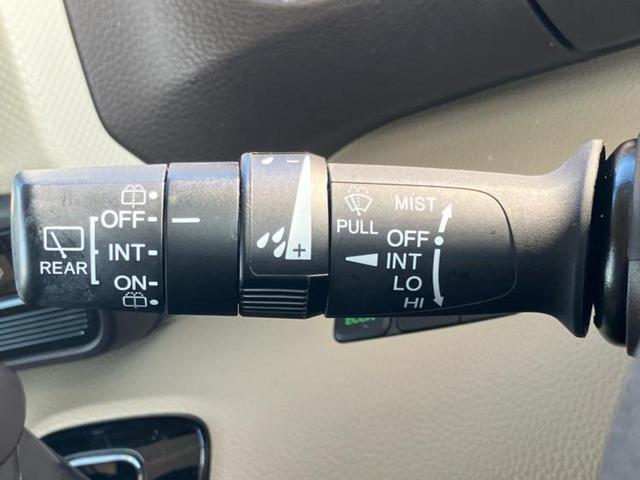 REAR
OFF
INT
ON
−
+
PULL
MIST
OFF
INT
LO
HI